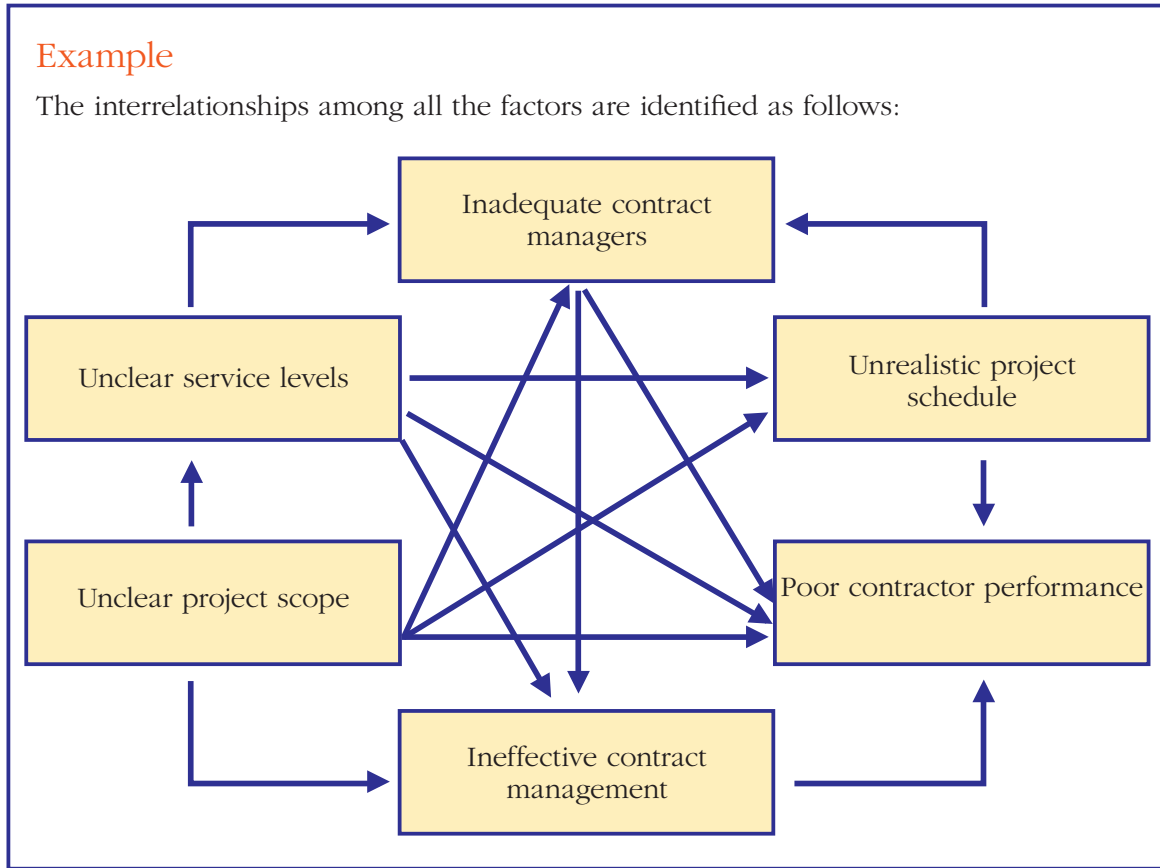 Example
The interrelationships among all the factors are identified as follows:
Inadequate contract
managers
Unclear service levels
Unrealistic project
schedule
Unclear project scope
Poor contractor performance
Ineffective contract
management